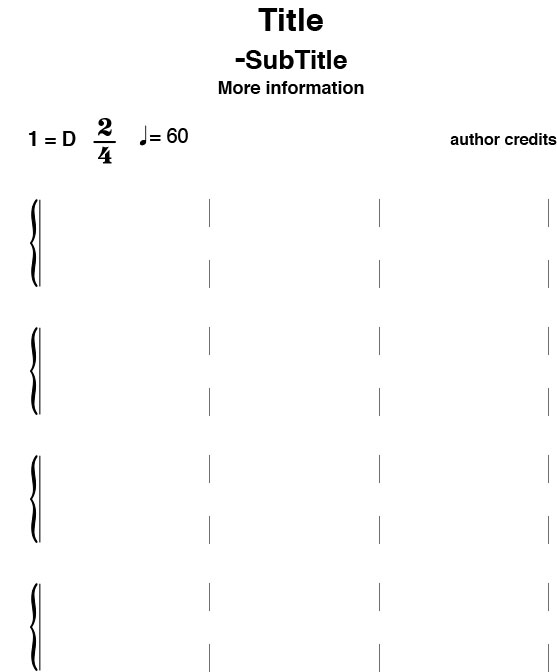 Title
-SubTitle
More information
1 = D 2/4 ♩= 60
author credits